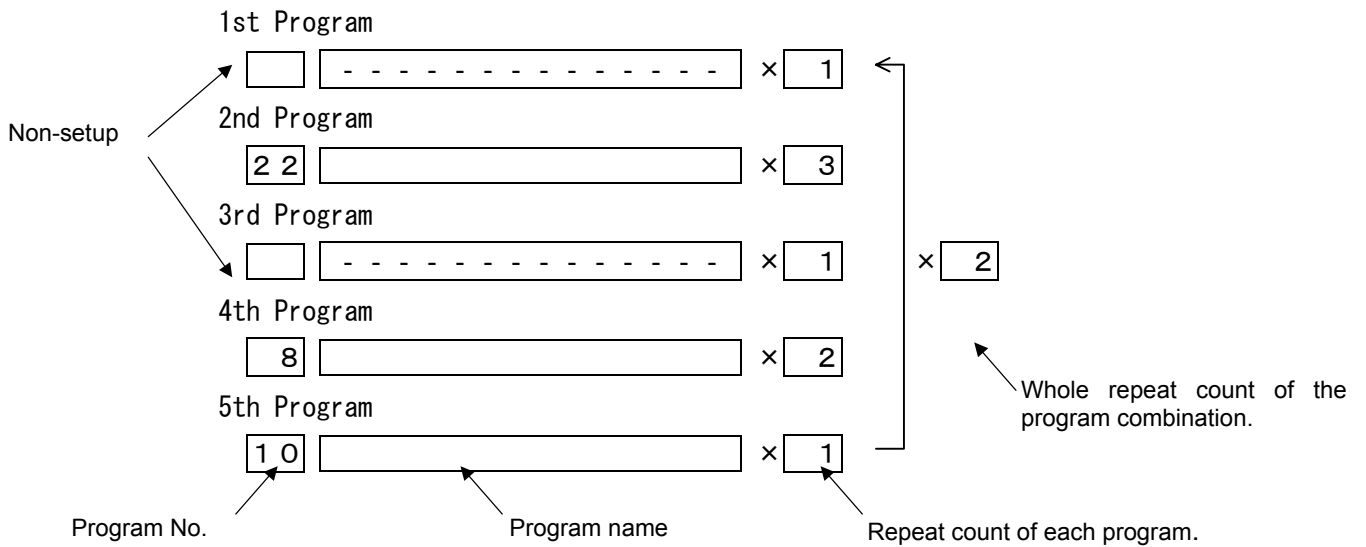 1st Program
- - - - - - - - - - - - - - × 1
Non-setup
2nd Program
22 × 3
3rd Program
- - - - - - - - - - - - - - × 1
× 2
4th Program
8 × 2
Whole repeat count of the
program combination.
5th Program
10 × 1
Program No.
Program name
Repeat count of each program.